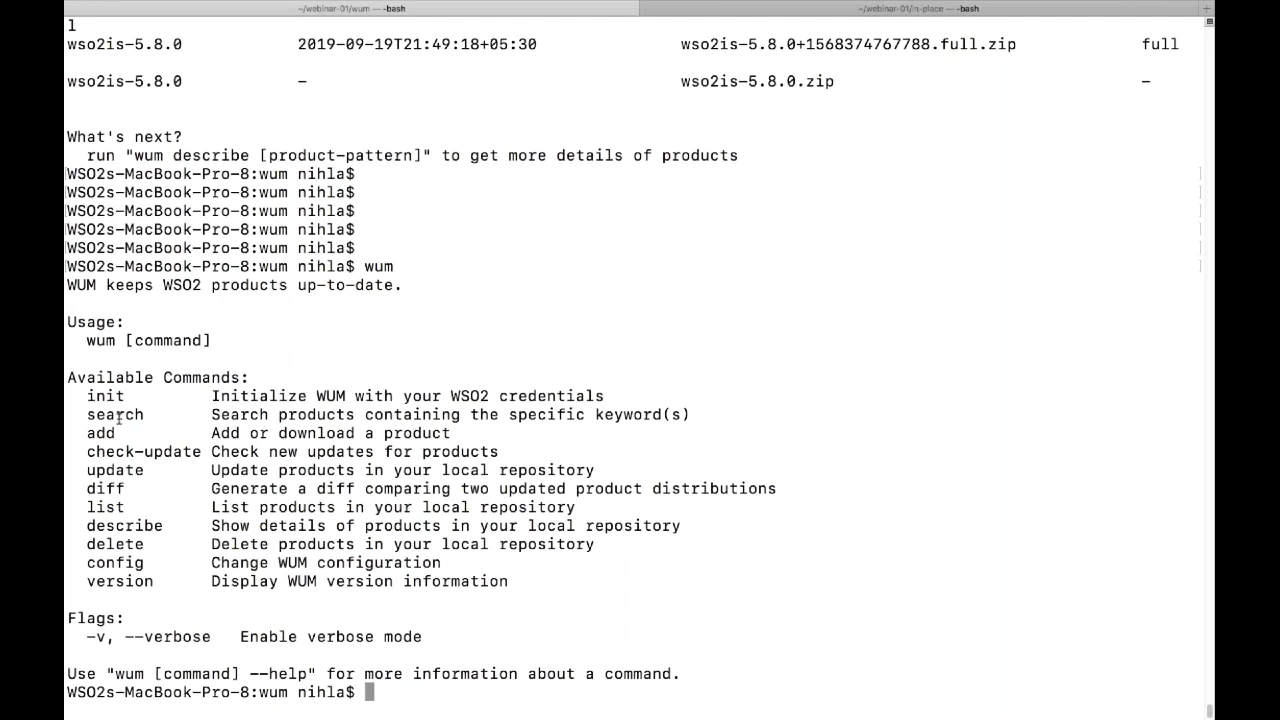 ~/webinar-01/wum — -bash
~/webinar-01/in-place — -bash
l
wso2is-5.8.0 2019-09-19T21:49:18+05:30 wso2is-5.8.0+1568374767788.full.zip full
wso2is-5.8.0 – wso2is-5.8.0.zip –
What's next?
run "wum describe [product-pattern]" to get more details of products
WSO2s-MacBook-Pro-8:wum nihla$
WSO2s-MacBook-Pro-8:wum nihla$
WSO2s-MacBook-Pro-8:wum nihla$
WSO2s-MacBook-Pro-8:wum nihla$
WSO2s-MacBook-Pro-8:wum nihla$
WSO2s-MacBook-Pro-8:wum nihla$ wum
WUM keeps WSO2 products up-to-date.
Usage:
wum [command]
Available Commands:
init Initialize WUM with your WSO2 credentials
search Search products containing the specific keyword(s)
add Add or download a product
check-update Check new updates for products
update Update products in your local repository
diff Generate a diff comparing two updated product distributions
list List products in your local repository
describe Show details of products in your local repository
delete Delete products in your local repository
config Change WUM configuration
version Display WUM version information
Flags:
-v, --verbose Enable verbose mode
Use "wum [command] --help" for more information about a command.
WSO2s-MacBook-Pro-8:wum nihla$